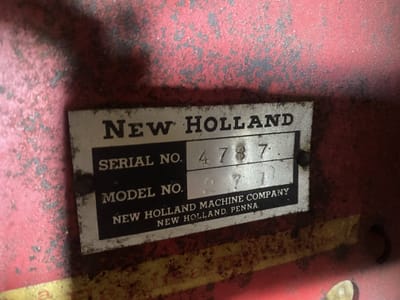 NEW HOLLAND
SERIAL NO. 4787
MODEL NO.
NEW HOLLAND MACHINE COMPANY
NEW HOLLAND, PENNA.